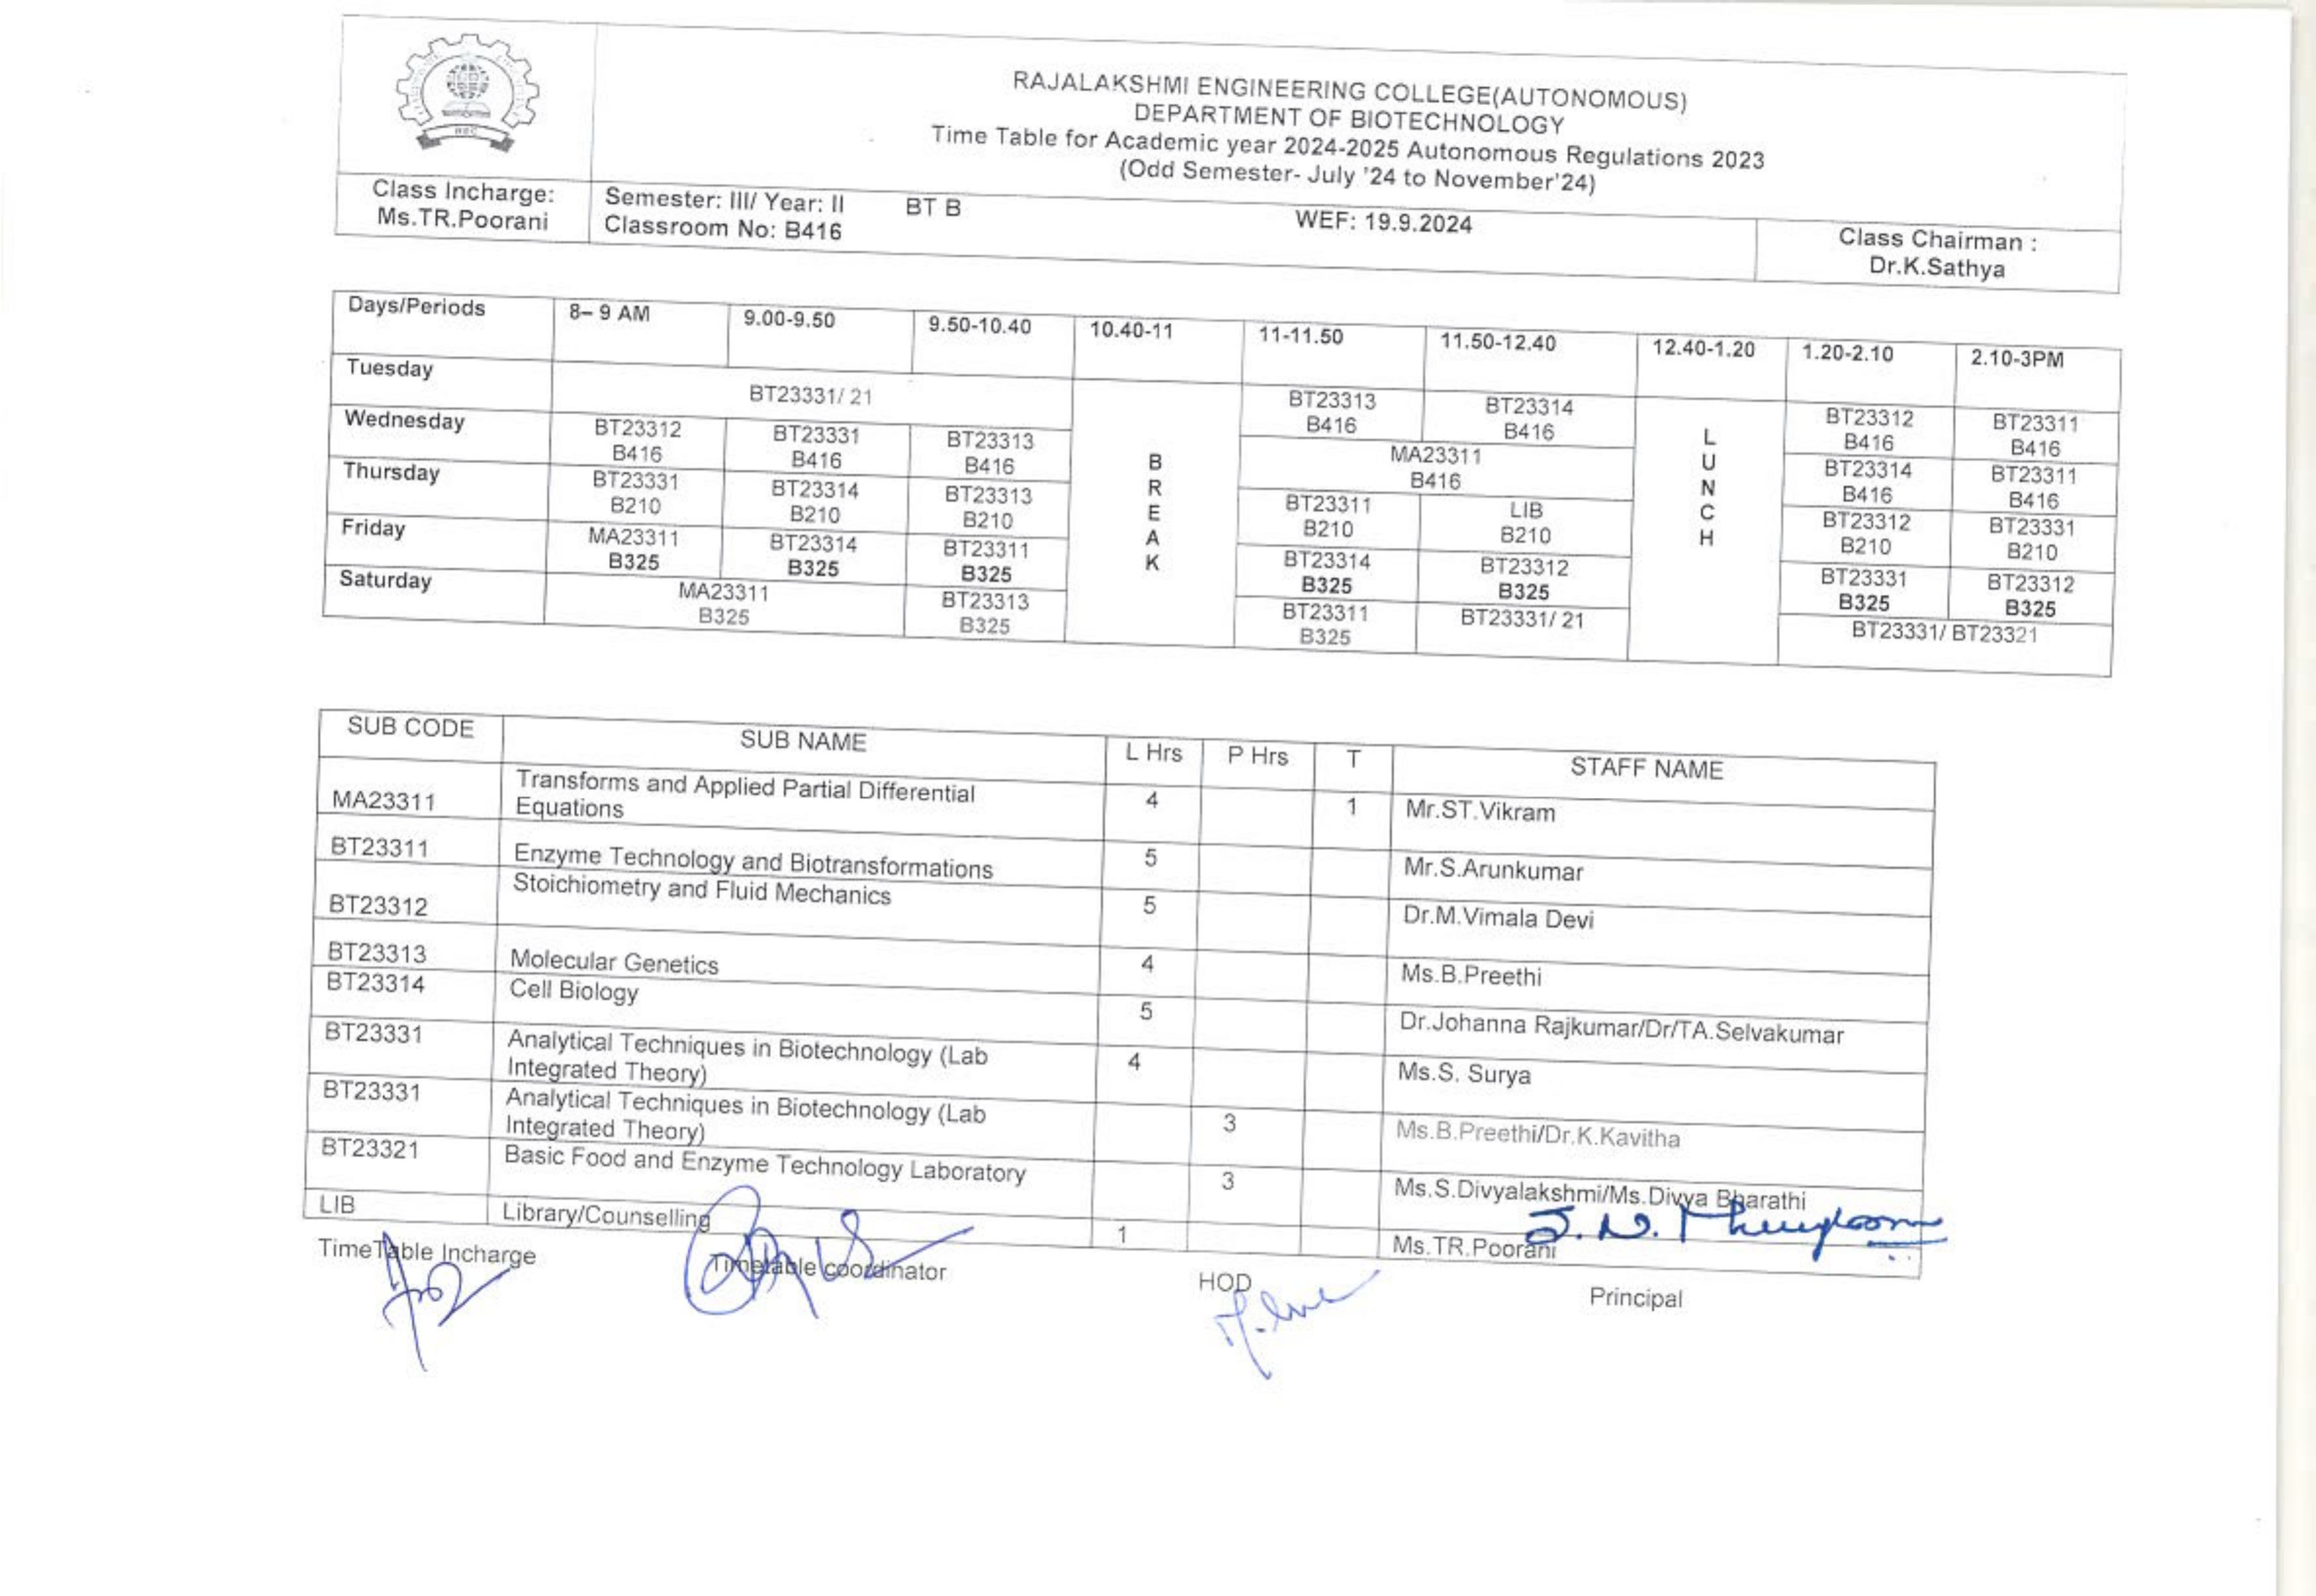 REC
RAJALAKSHMI ENGINEERING COLLEGE(AUTONOMOUS)
DEPARTMENT OF BIOTECHNOLOGY
Time Table for Academic year 2024-2025 Autonomous Regulations 2023
(Odd Semester- July '24 to November'24)
Class Incharge:
Ms.TR.Poorani
Semester: III/ Year: II BT B WEF: 19.9.2024
Classroom No: B416
Class Chairman :
Dr.K.Sathya
Days/Periods 8– 9 AM 9.00-9.50 9.50-10.40 10.40-11 11-11.50 11.50-12.40 12.40-1.20 1.20-2.10 2.10-3PM
Tuesday BT23331/ 21 BT23313 BT23314 BT23312 BT23311
B416 B416 B416 B416
Wednesday BT23312 BT23331 BT23313 MA23311 BT23314 BT23311
B416 B416 B416 B416 B416 B416
Thursday BT23331 BT23314 BT23313 BT23311 LIB BT23312 BT23331
B210 B210 B210 B210 B210 B210 B210
Friday MA23311 BT23314 BT23311 BT23314 BT23312 BT23331 BT23312
B325 B325 B325 B325 B325 B325 B325
Saturday MA23311 BT23313 BT23311 BT23331/ 21 BT23331/ BT23321
B325 B325 B325
B
R
E
A
K
L
U
N
C
H
SUB CODE SUB NAME L Hrs P Hrs T STAFF NAME
MA23311 Transforms and Applied Partial Differential 4 1 Mr.ST.Vikram
Equations
BT23311 Enzyme Technology and Biotransformations 5 Mr.S.Arunkumar
BT23312 Stoichiometry and Fluid Mechanics 5 Dr.M.Vimala Devi
BT23313 Molecular Genetics 4 Ms.B.Preethi
BT23314 Cell Biology 5 Dr.Johanna Rajkumar/Dr/TA.Selvakumar
BT23331 Analytical Techniques in Biotechnology (Lab 4 Ms.S. Surya
Integrated Theory)
BT23331 Analytical Techniques in Biotechnology (Lab 3 Ms.B.Preethi/Dr.K.Kavitha
Integrated Theory)
BT23321 Basic Food and Enzyme Technology Laboratory 3 Ms.S.Divyalakshmi/Ms.Divya Bharathi
LIB Library/Counselling 1 Ms.TR.Poorani
TimeTable Incharge Timetable coordinator HOD Principal